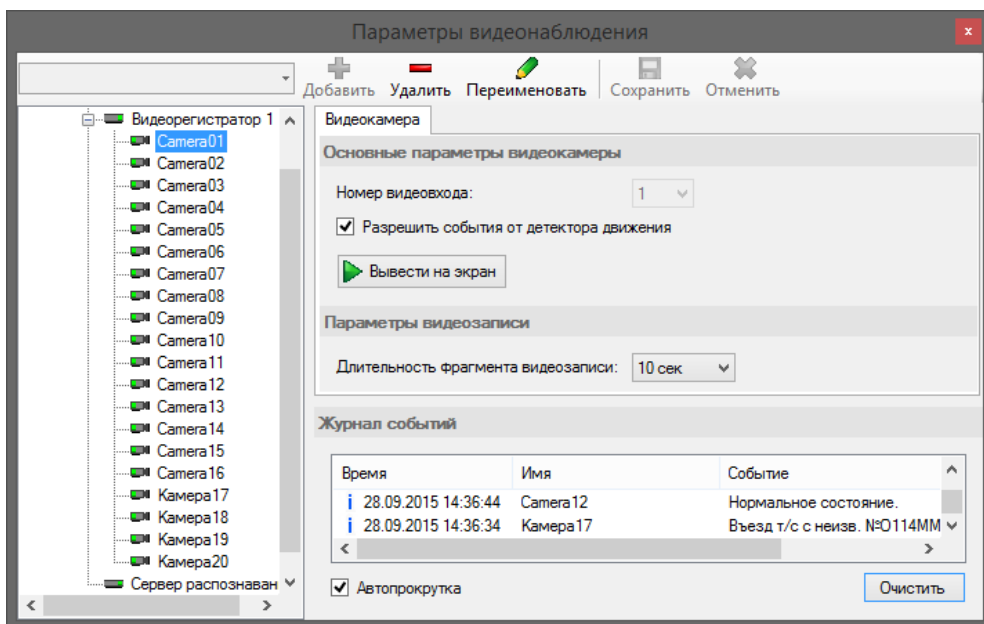 Параметры видеонаблюдения
x
Добавить Удалить Переименовать Сохранить Отменить
Видеорегистратор 1
Camera01
Camera02
Camera03
Camera04
Camera05
Camera06
Camera07
Camera08
Camera09
Camera10
Camera11
Camera12
Camera13
Camera14
Camera15
Camera16
Камера17
Камера18
Камера19
Камера20
Сервер распознаван
Видеокамера
Основные параметры видеокамеры
Номер видеовхода: 1
Разрешить события от детектора движения
Вывести на экран
Параметры видеозаписи
Длительность фрагмента видеозаписи: 10 сек
Журнал событий
Время Имя Событие
i 28.09.2015 14:36:44 Camera12 Нормальное состояние.
i 28.09.2015 14:36:34 Камера17 Въезд т/с с неизв. №О114ММ
Автопрокрутка
Очистить